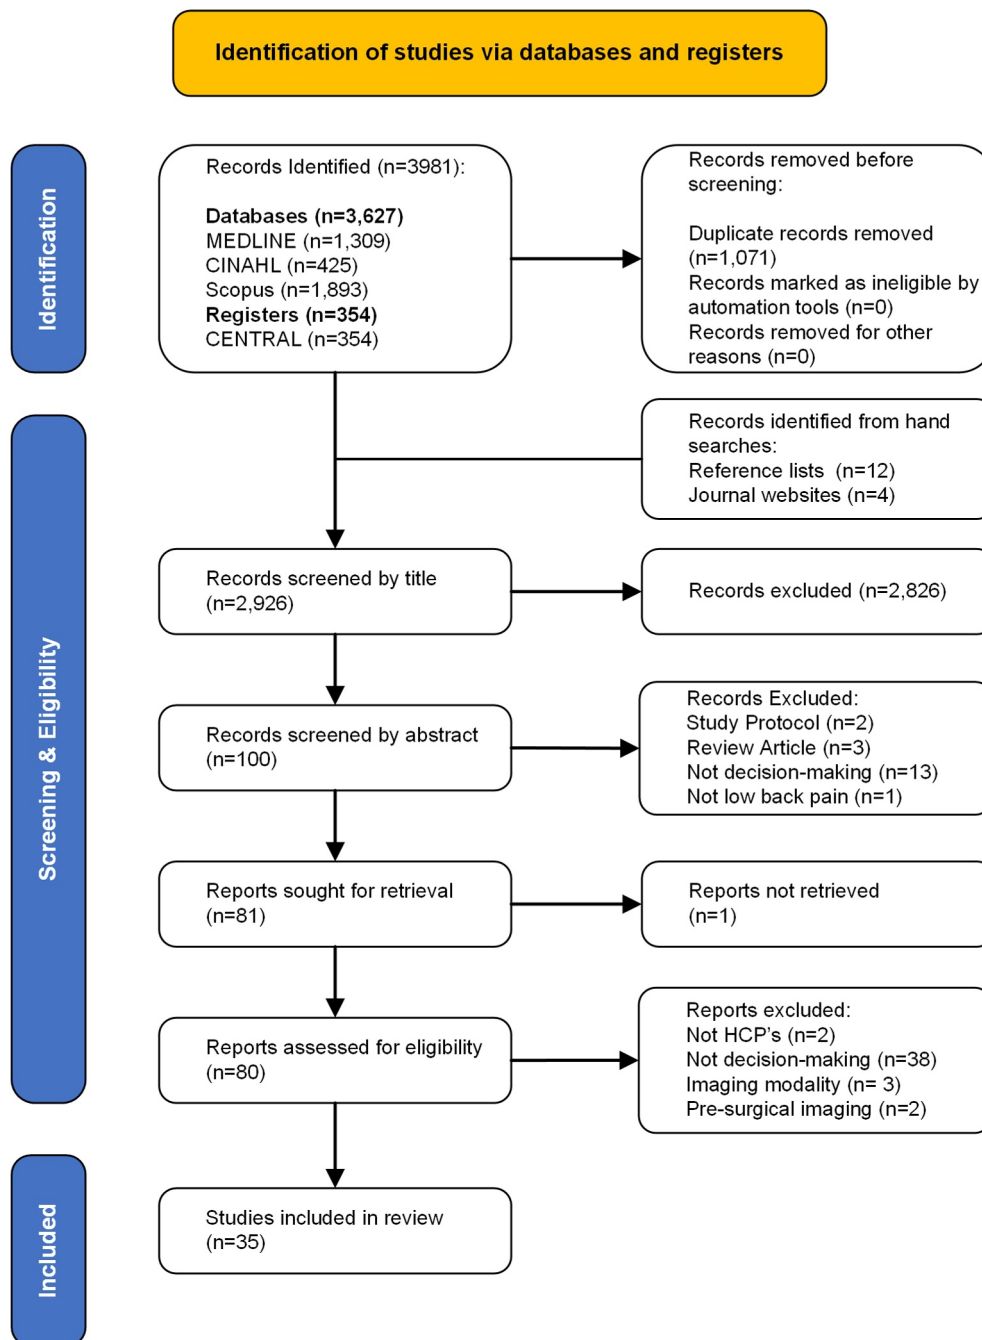 Identification of studies via databases and registers
Identification
Records Identified (n=3981):
Databases (n=3,627)
MEDLINE (n=1,309)
CINAHL (n=425)
Scopus (n=1,893)
Registers (n=354)
CENTRAL (n=354)
Records removed before
screening:
Duplicate records removed
(n=1,071)
Records marked as ineligible by
automation tools (n=0)
Records removed for other
reasons (n=0)
Screening & Eligibility
Records identified from hand
searches:
Reference lists (n=12)
Journal websites (n=4)
Records screened by title
(n=2,926)
Records excluded (n=2,826)
Records screened by abstract
(n=100)
Records Excluded:
Study Protocol (n=2)
Review Article (n=3)
Not decision-making (n=13)
Not low back pain (n=1)
Reports sought for retrieval
(n=81)
Reports not retrieved
(n=1)
Reports assessed for eligibility
(n=80)
Reports excluded:
Not HCP's (n=2)
Not decision-making (n=38)
Imaging modality (n= 3)
Pre-surgical imaging (n=2)
Included
Studies included in review
(n=35)